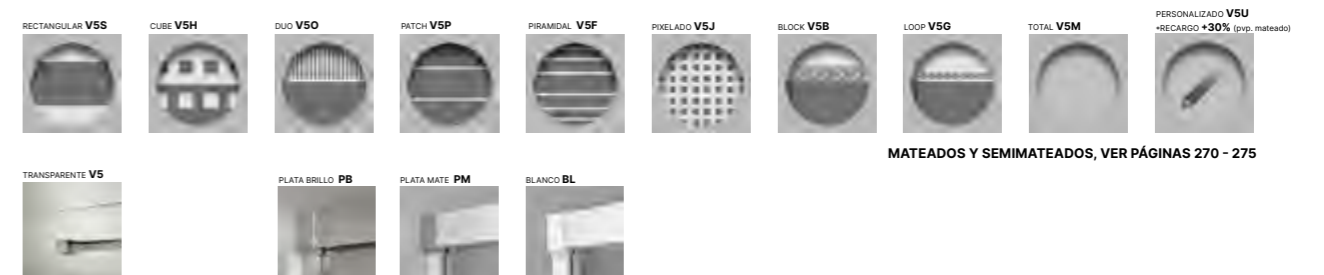 RECTANGULAR V5S
CUBE V5H
DUO V5O
PATCH V5P
PIRAMIDAL V5F
PIXELADO V5J
BLOCK V5B
LOOP V5G
TOTAL V5M
PERSONALIZADO V5U
*RECARGO +30% (pvp. mateado)
MATEADOS Y SEMIMATEADOS, VER PÁGINAS 270 - 275
TRANSPARENTE V5
PLATA BRILLO PB
PLATA MATE PM
BLANCO BL